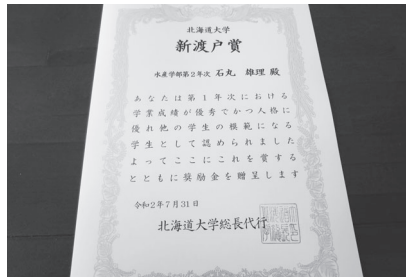 北海道大学
新渡戸賞
水産学部第2年次 石丸 雄理 殿
あなたは第1年次における
学業成績が優秀でかつ人格に
優れ他の学生の模範になる
学生として認められました
よってここにこれを賞する
とともに奨励金を贈呈します
令和2年7月31日
北海道大学総長代行